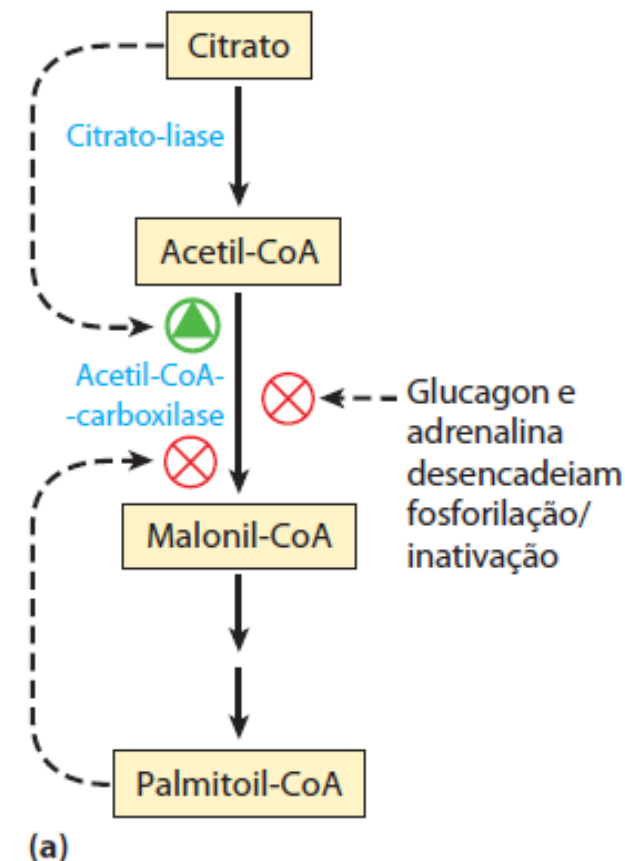 Citrato
Citrato-liase
Acetil-CoA
Acetil-CoA-
-carboxilase
Glucagon e
adrenalina
desencadeiam
fosforilação/
inativação
Malonil-CoA
Palmitoil-CoA
(a)